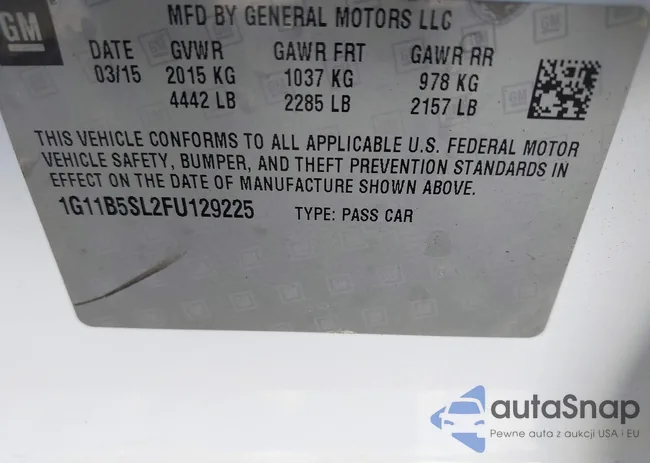 GM
MFD BY GENERAL MOTORS LLC
DATE GVWR GAWR FRT GAWR RR
03/15 2015 KG 1037 KG 978 KG
4442 LB 2285 LB 2157 LB
THIS VEHICLE CONFORMS TO ALL APPLICABLE U.S. FEDERAL MOTOR
VEHICLE SAFETY, BUMPER, AND THEFT PREVENTION STANDARDS IN
EFFECT ON THE DATE OF MANUFACTURE SHOWN ABOVE.
1G11B5SL2FU129225 TYPE: PASS CAR
autaSnap
Pewne auta z aukcji USA i EU